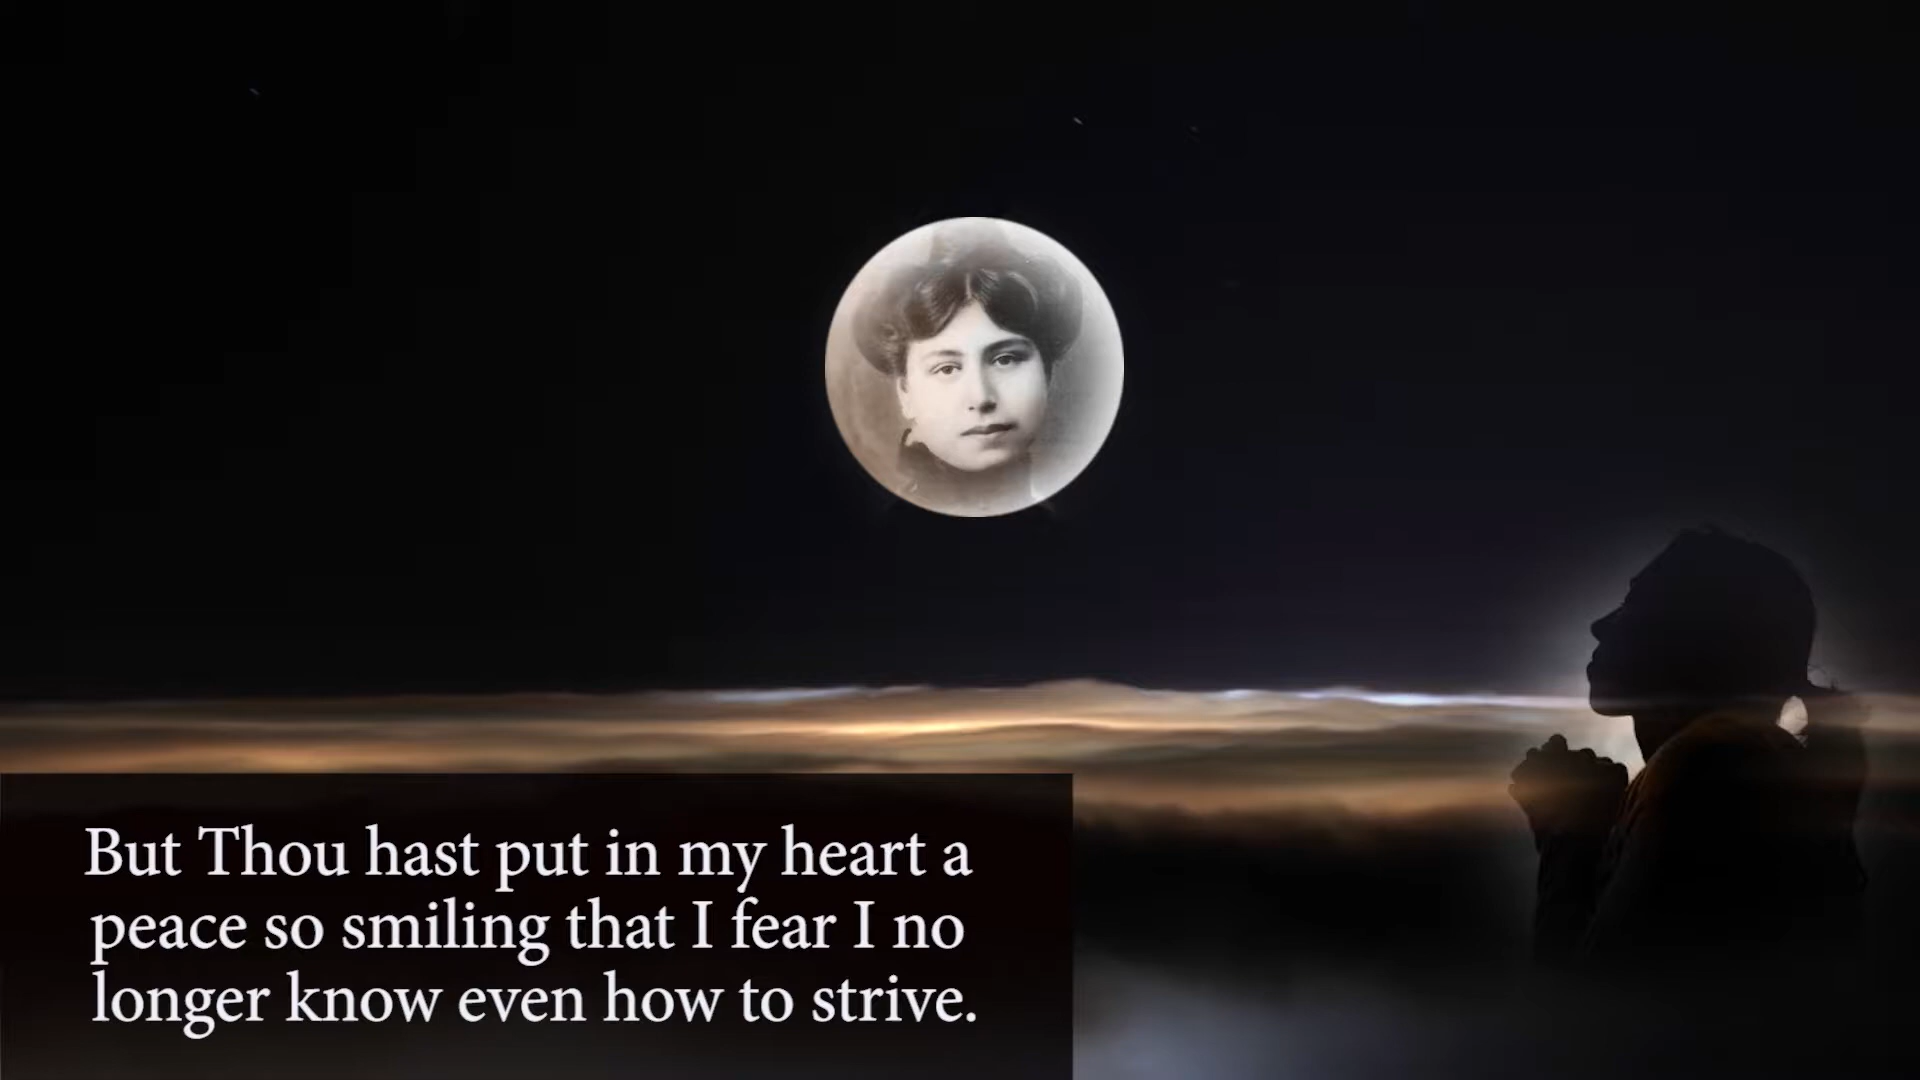 But Thou hast put in my heart a
peace so smiling that I fear I no
longer know even how to strive.